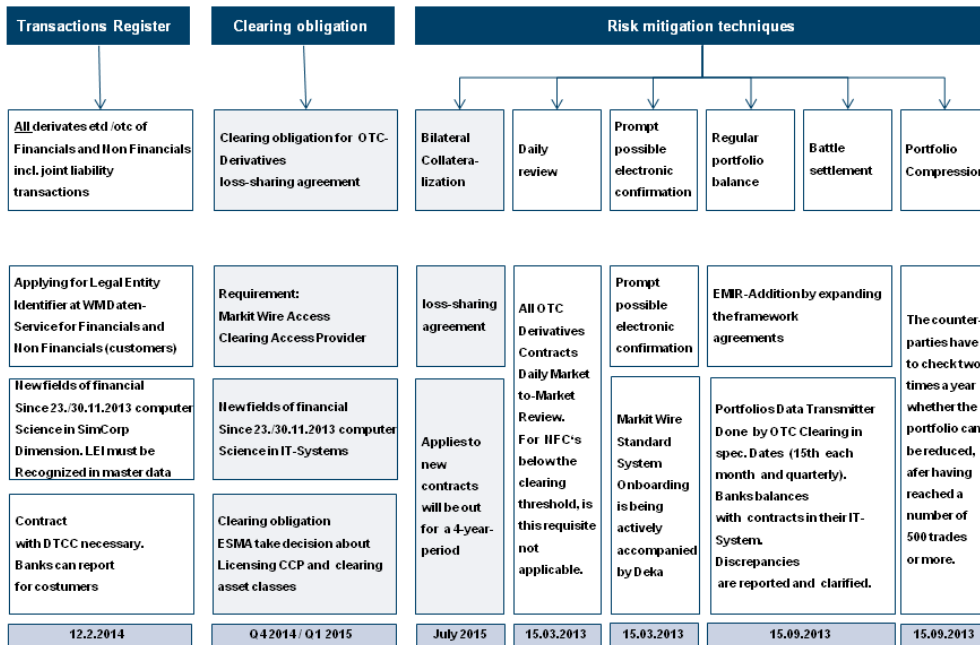 Transactions Register
Clearing obligation
Risk mitigation techniques
All derivates etd /otc of
Financials and Non Financials
incl. joint liability
transactions
Clearing obligation for OTC-
Derivatives
loss-sharing agreement
Bilateral
Collatera-
lization
Daily
review
Prompt
possible
electronic
confirmation
Regular
portfolio
balance
Battle
settlement
Portfolio
Compression
Applying for Legal Entity
Identifier at WMDaten-
Service for Financials and
Non Financials (customers)
Requirement:
Markit Wire Access
Clearing Access Provider
loss-sharing
agreement
All OTC
Derivatives
Contracts
Daily Market
to-Market
Review.
For NFC's
below the
clearing
threshold, is
this requisite
not
applicable.
Prompt
possible
electronic
confirmation
EMIR-Addition by expanding
the framework
agreements
The counter-
parties have
to check two
times a year
whether the
portfolio can
be reduced,
afer having
reached a
number of
500 trades
or more.
New fields of financial
Since 23./30.11.2013 computer
Science in SimCorp
Dimension. LEI must be
Recognized in master data
New fields of financial
Since 23./30.11.2013 computer
Science in IT-Systems
Applies to
new
contracts
will be out
for a 4-year-
period
Markit Wire
Standard
System
Onboarding
is being
actively
accompanied
by Deka
Portfolios Data Transmitter
Done by OTC Clearing in
spec. Dates (15th each
month and quarterly).
Banks balances
with contracts in their IT-
System.
Discrepancies
are reported and clarified.
Contract
with DTCC necessary.
Banks can report
for costumers
Clearing obligation
ESMA take decision about
Licensing CCP and clearing
asset classes
12.2.2014
Q4 2014 / Q1 2015
July 2015
15.03.2013
15.03.2013
15.09.2013
15.09.2013